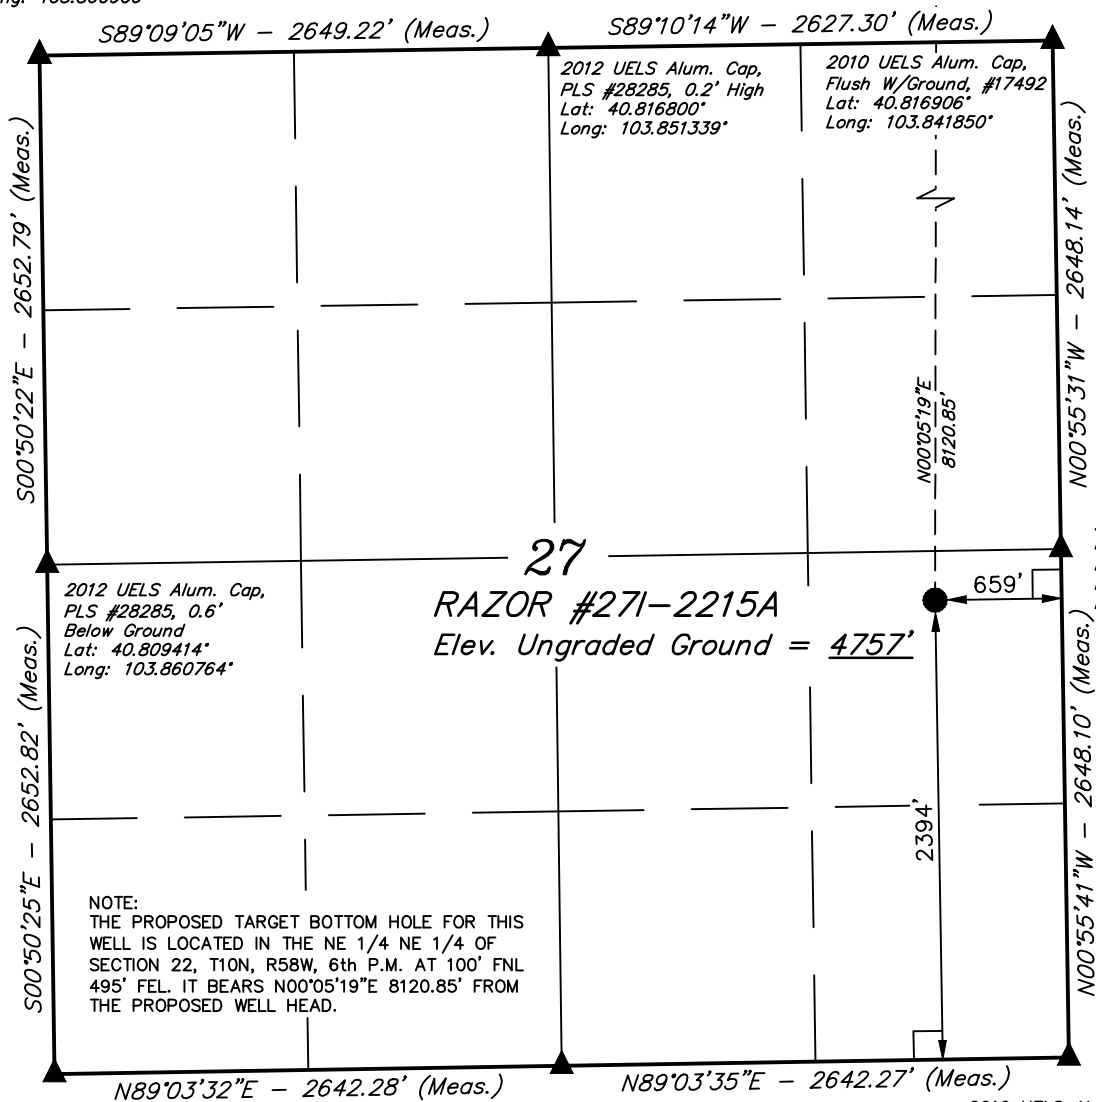 S89°09'05"W - 2649.22' (Meas.)
S89°10'14"W - 2627.30' (Meas.)
2012 UELS Alum. Cap,
PLS #28285, 0.2' High
Lat: 40.816800°
Long: 103.851339°
2010 UELS Alum. Cap,
Flush W/Ground, #17492
Lat: 40.816906°
Long: 103.841850°
S00°50'22"E - 2652.79' (Meas.)
N00°55'31"W - 2648.14' (Meas.)
N00°05'19"E
8120.85'
27
RAZOR #27I-2215A
Elev. Ungraded Ground = 4757'
659'
2012 UELS Alum. Cap,
PLS #28285, 0.6'
Below Ground
Lat: 40.809414°
Long: 103.860764°
S00°50'25"E - 2652.82' (Meas.)
N00°55'41"W - 2648.10' (Meas.)
2394'
NOTE:
THE PROPOSED TARGET BOTTOM HOLE FOR THIS
WELL IS LOCATED IN THE NE 1/4 NE 1/4 OF
SECTION 22, T10N, R58W, 6th P.M. AT 100' FNL
495' FEL. IT BEARS N00°05'19"E 8120.85' FROM
THE PROPOSED WELL HEAD.
N89°03'32"E - 2642.28' (Meas.)
N89°03'35"E - 2642.27' (Meas.)